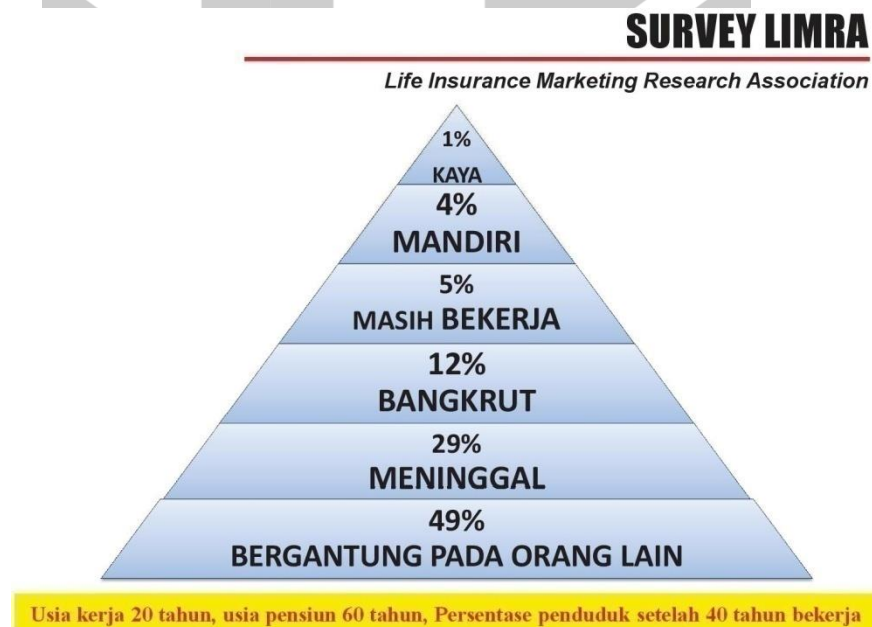 SURVEY LIMRA
Life Insurance Marketing Research Association
1%
KAYA
4%
MANDIRI
5%
MASIH BEKERJA
12%
BANGKRUT
29%
MENINGGAL
49%
BERGANTUNG PADA ORANG LAIN
Usia kerja 20 tahun, usia pensiun 60 tahun, Persentase penduduk setelah 40 tahun bekerja